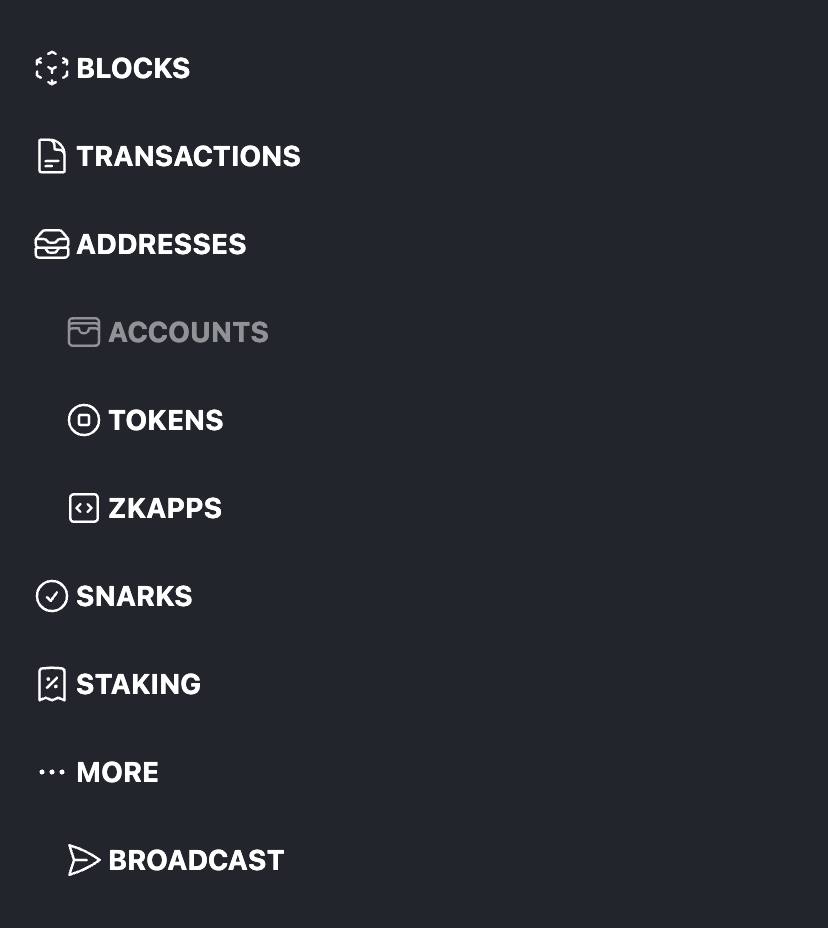 BLOCKS
TRANSACTIONS
ADDRESSES
ACCOUNTS
TOKENS
ZKAPPS
SNARKS
STAKING
MORE
BROADCAST